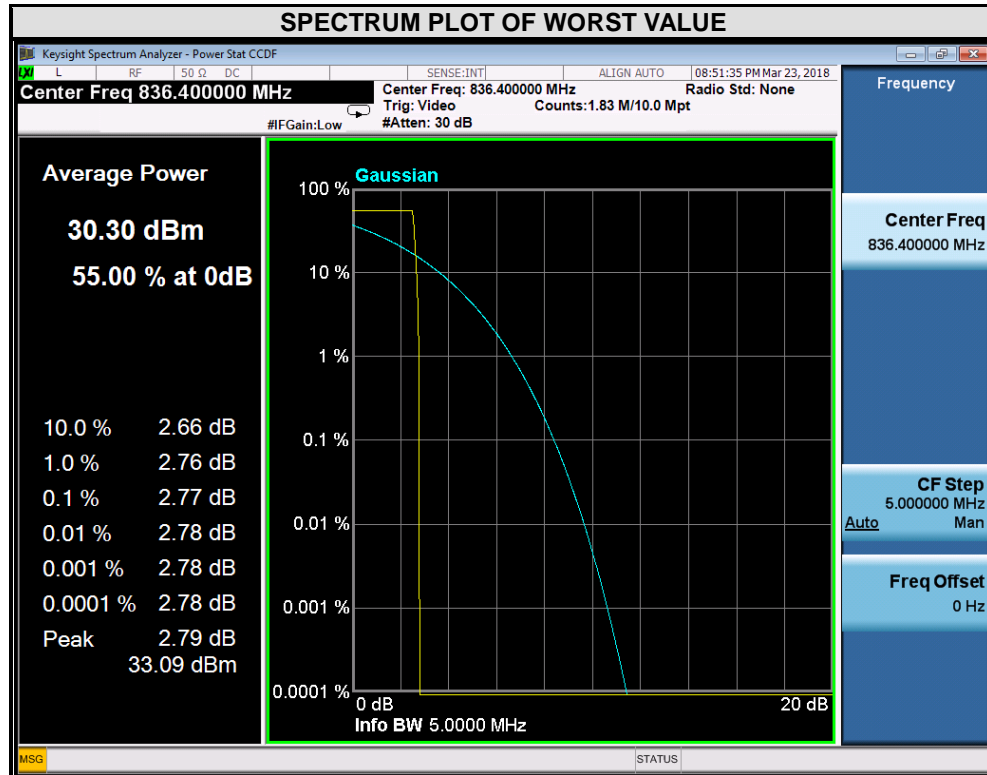 SPECTRUM PLOT OF WORST VALUE
Keysight Spectrum Analyzer - Power Stat CCDF
LXI L RF 50 Ω DC SENSE:INT ALIGN AUTO 08:51:35 PM Mar 23, 2018
Center Freq 836.400000 MHz
Center Freq: 836.400000 MHz Radio Std: None
Trig: Video Counts:1.83 M/10.0 Mpt
#IFGain:Low #Atten: 30 dB
Frequency
Average Power
30.30 dBm
55.00 % at 0dB
10.0 % 2.66 dB
1.0 % 2.76 dB
0.1 % 2.77 dB
0.01 % 2.78 dB
0.001 % 2.78 dB
0.0001 % 2.78 dB
Peak 2.79 dB
33.09 dBm
Gaussian
100 %
10 %
1 %
0.1 %
0.01 %
0.001 %
0.0001 %
0 dB 20 dB
Info BW 5.0000 MHz
Center Freq
836.400000 MHz
CF Step
5.000000 MHz
Auto Man
Freq Offset
0 Hz
MSG STATUS